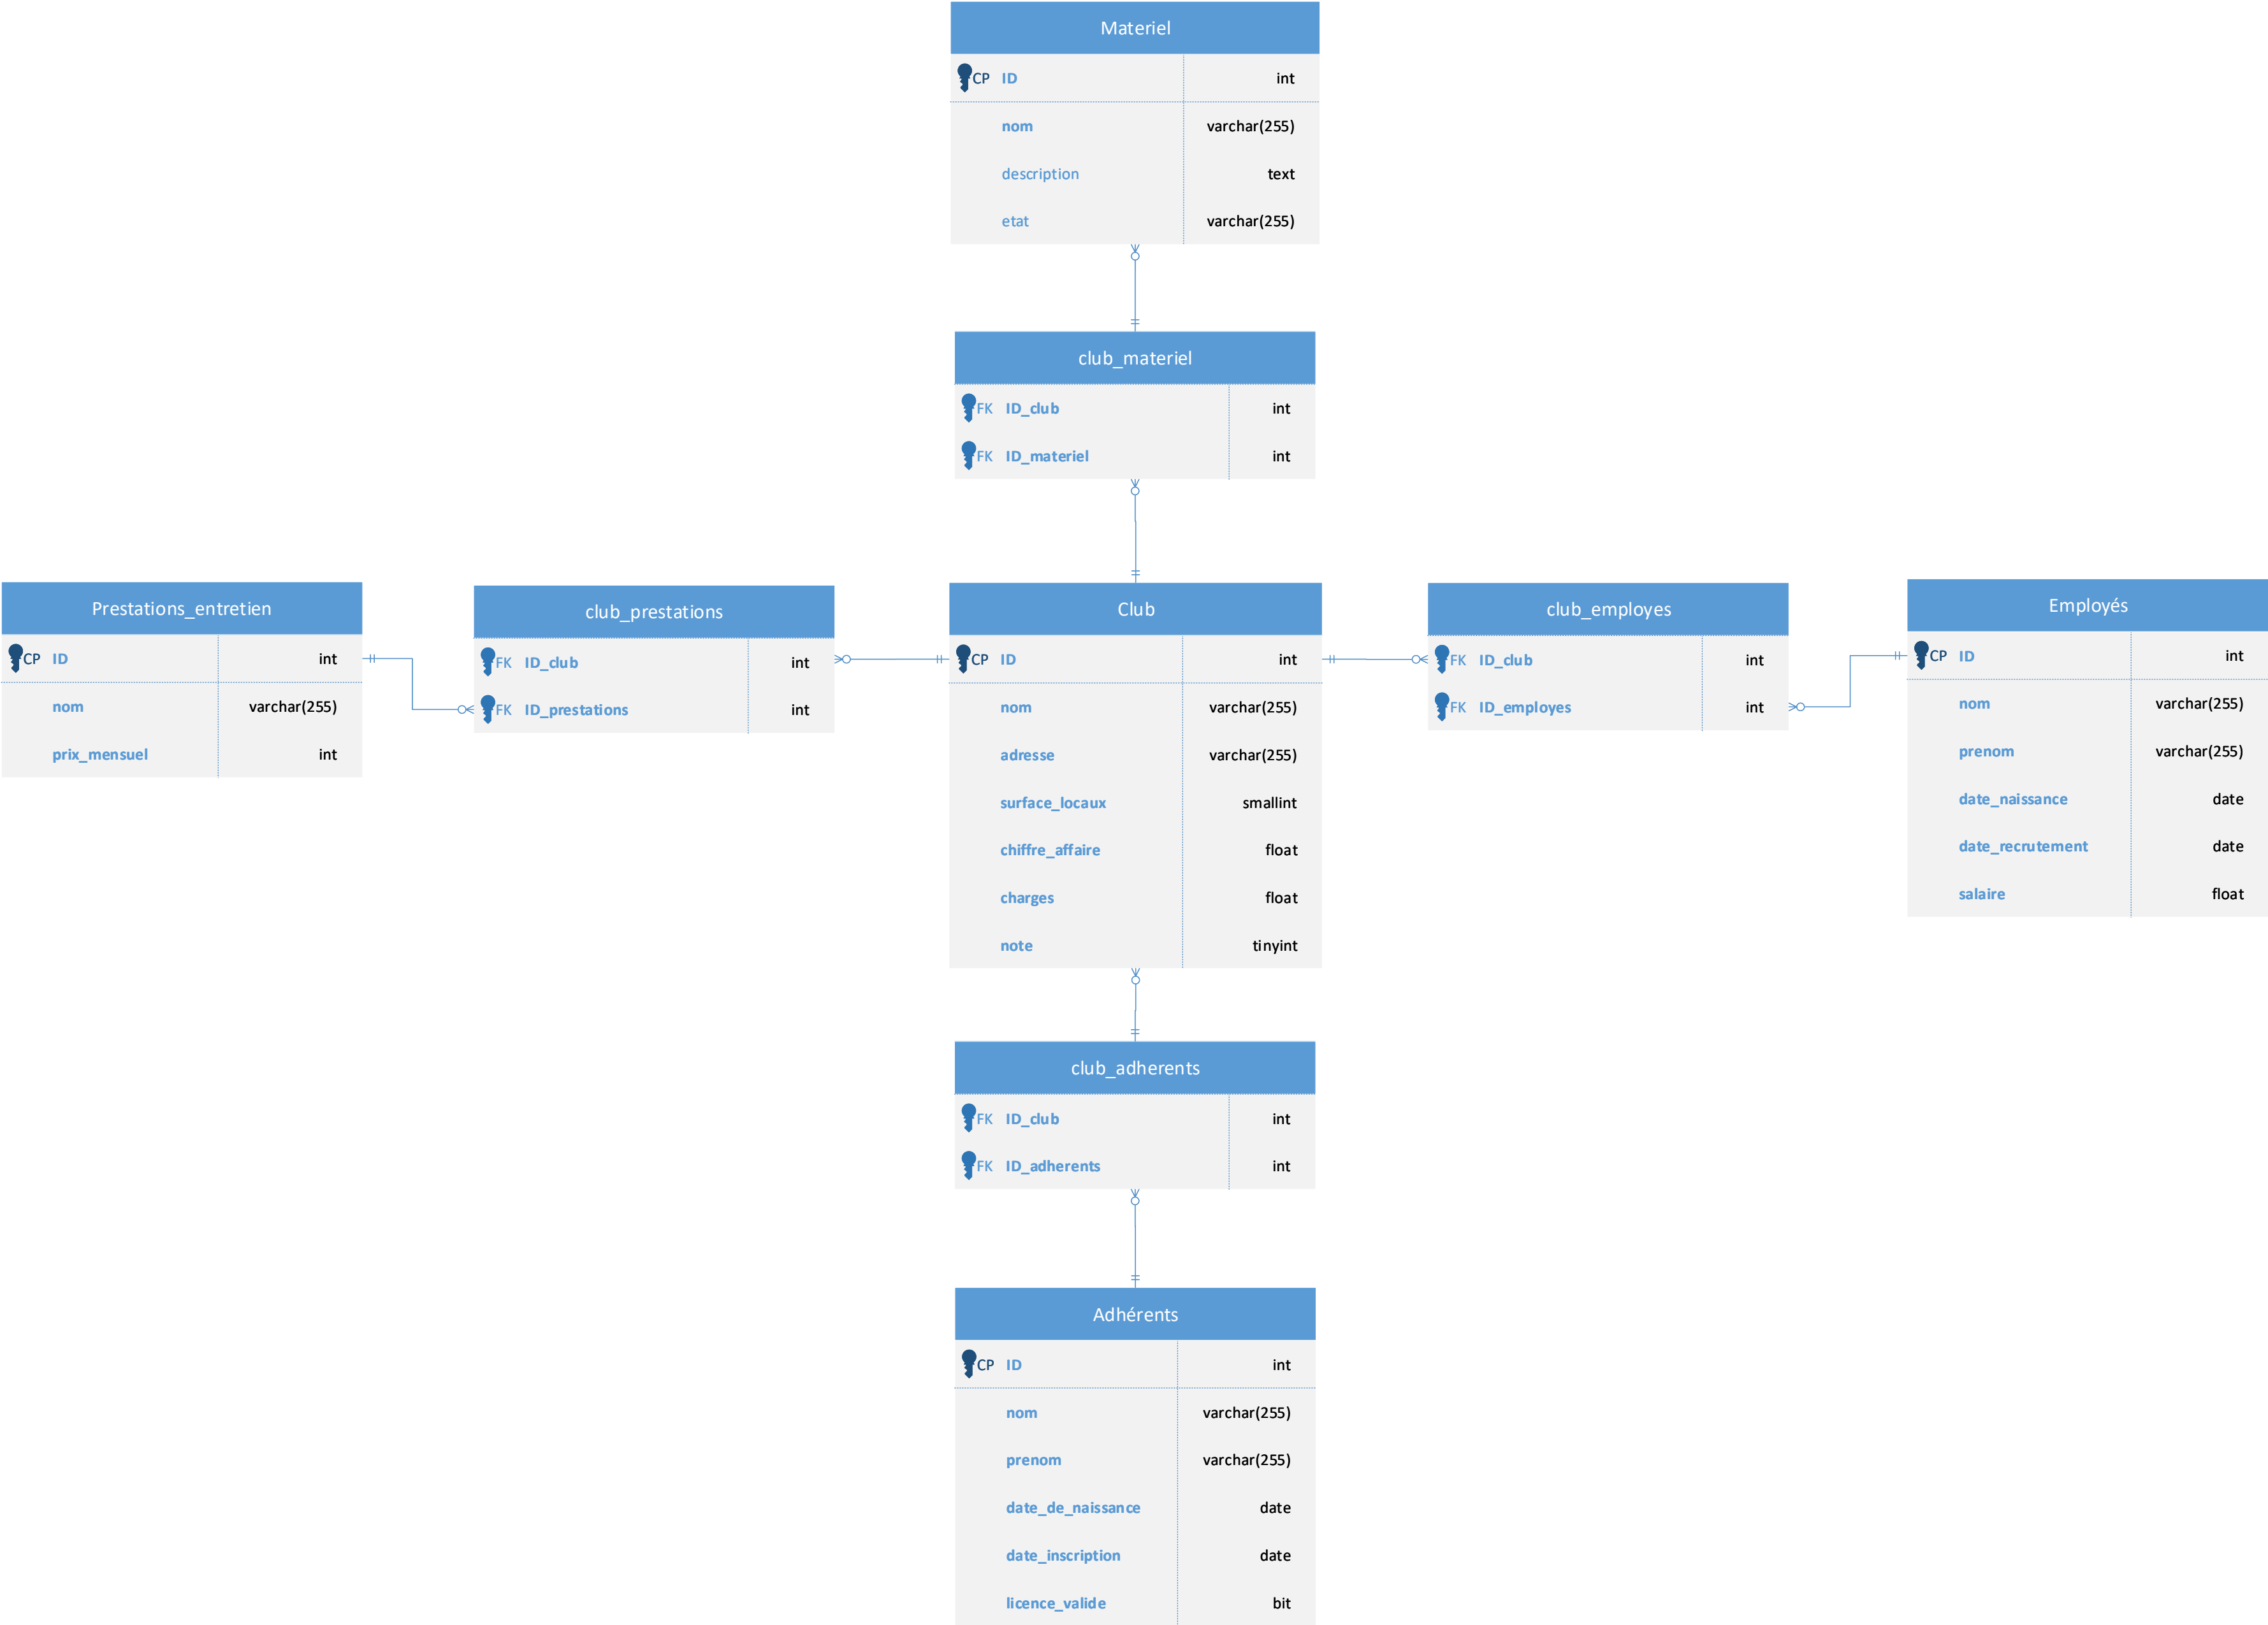 Materiel
CP ID int
nom varchar(255)
description text
etat varchar(255)
club_materiel
FK ID_club int
FK ID_materiel int
Prestations_entretien
CP ID int
nom varchar(255)
prix_mensuel int
club_prestations
FK ID_club int
FK ID_prestations int
Club
CP ID int
nom varchar(255)
adresse varchar(255)
surface_locaux smallint
chiffre_affaire float
charges float
note tinyint
club_employes
FK ID_club int
FK ID_employes int
Employés
CP ID int
nom varchar(255)
prenom varchar(255)
date_naissance date
date_recrutement date
salaire float
club_adherents
FK ID_club int
FK ID_adherents int
Adhérents
CP ID int
nom varchar(255)
prenom varchar(255)
date_de_naissance date
date_inscription date
licence_valide bit